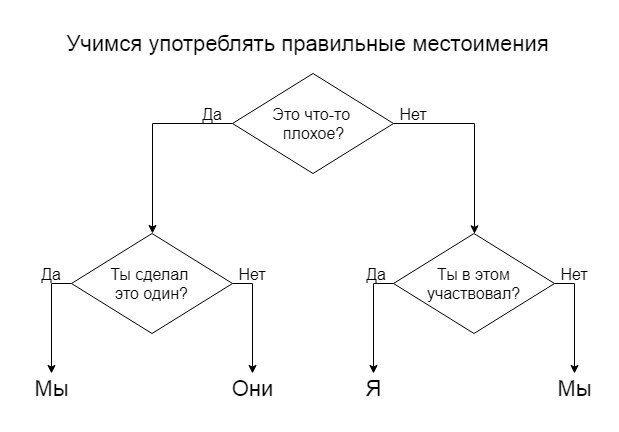 Учимся употреблять правильные местоимения
Да
Это что-то
плохое?
Нет
Да
Ты сделал
это один?
Нет
Да
Ты в этом
участвовал?
Нет
Мы
Они
Я
Мы